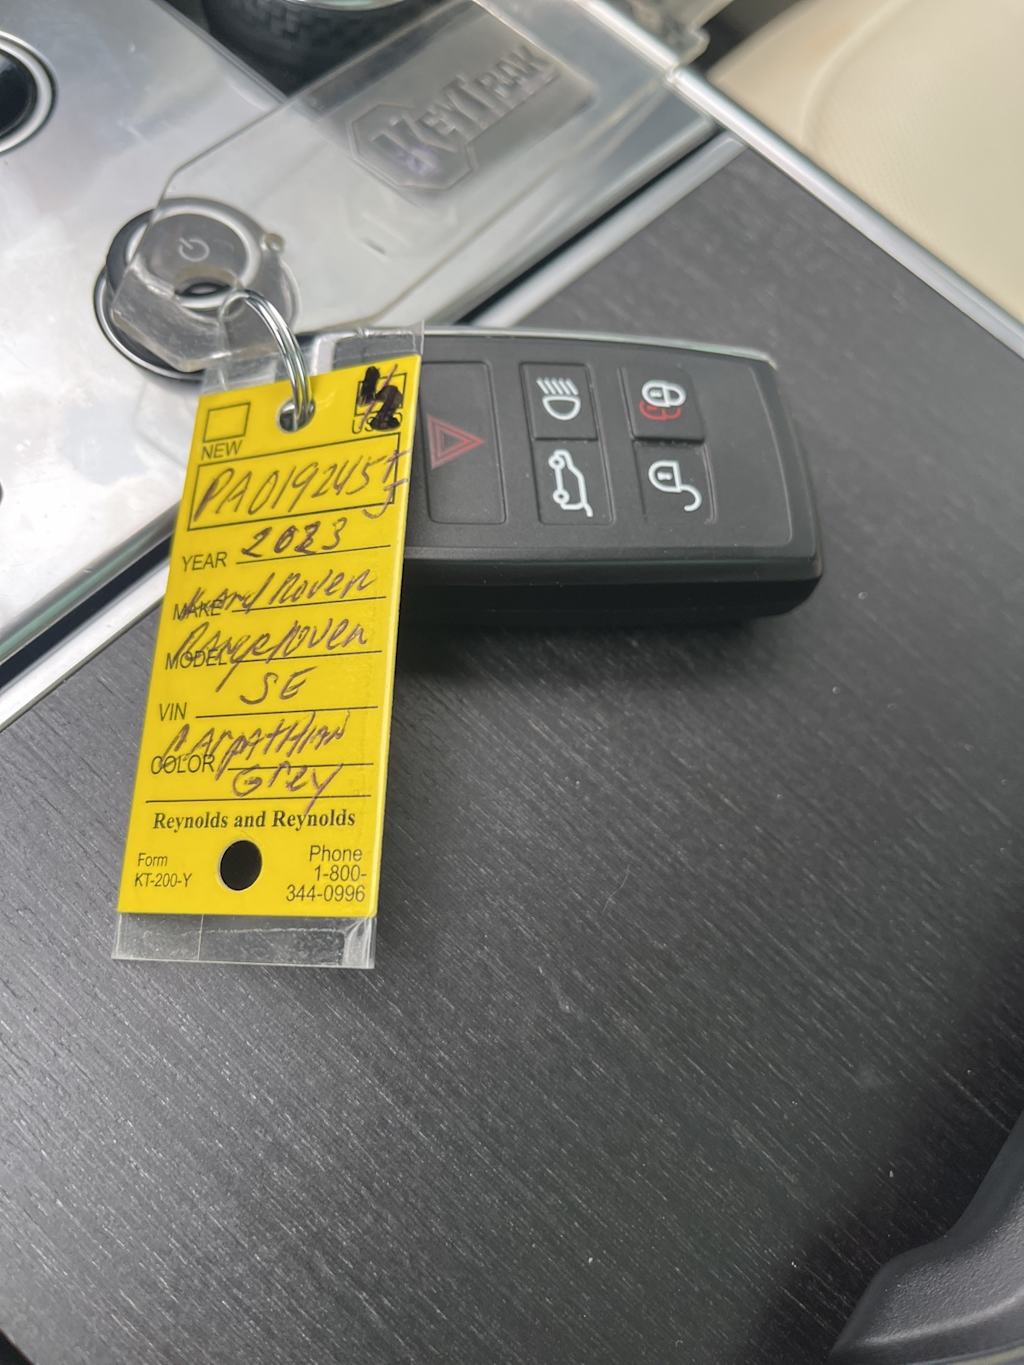 KEYTRAK
NEW
PA019245
YEAR 2023
MAKE Land Rover
MODEL Range Rover
SE
VIN
COLOR Carpathian
Grey
Reynolds and Reynolds
Form
KT-200-Y
Phone
1-800-
344-0996